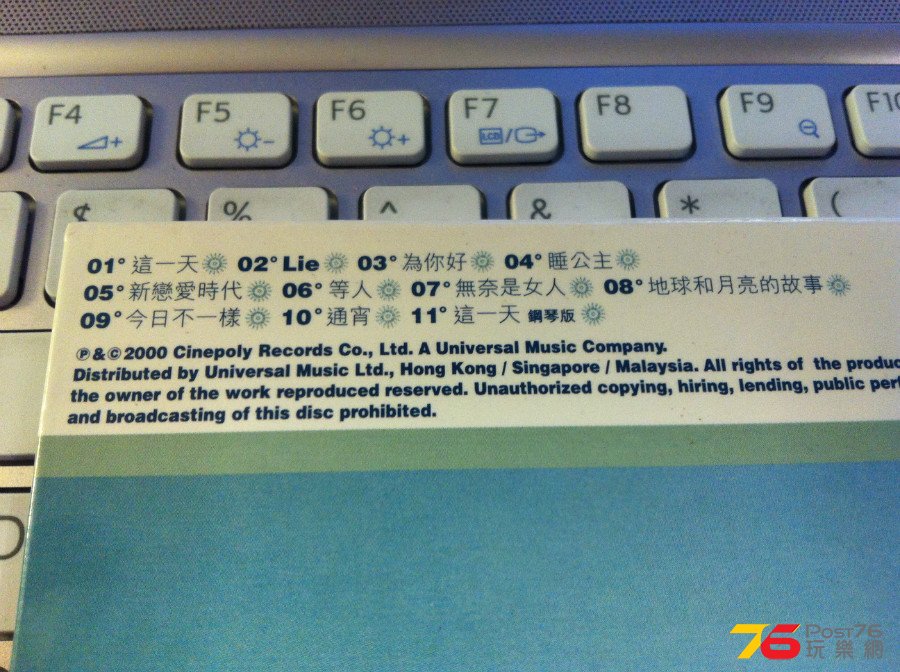 F4 F5 F6 F7 F8 F9 F10
LCD
$ % ^ & * (
01° 這一天 02° Lie 03° 為你好 04° 睡公主
05° 新戀愛時代 06° 等人 07° 無奈是女人 08° 地球和月亮的故事
09° 今日不一樣 10° 通宵 11° 這一天 鋼琴版
℗ & © 2000 Cinepoly Records Co., Ltd. A Universal Music Company.
Distributed by Universal Music Ltd., Hong Kong / Singapore / Malaysia. All rights of the produc
the owner of the work reproduced reserved. Unauthorized copying, hiring, lending, public per
and broadcasting of this disc prohibited.
76 Post76
玩樂網